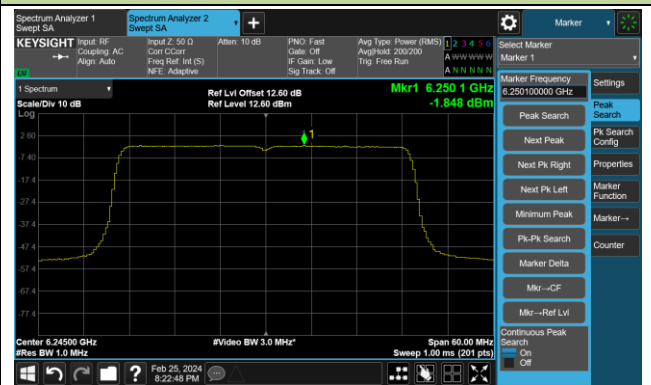 Spectrum Analyzer 1
Swept SA
Spectrum Analyzer 2
Swept SA
Marker
KEYSIGHT
Input: RF
Coupling: AC
Align: Auto
Input Z: 50 Ω
Corr CCorr
Freq Ref: Int (S)
NFE: Adaptive
Atten: 10 dB
PNO: Fast
Gate: Off
IF Gain: Low
Sig Track: Off
Avg Type: Power (RMS)
Avg|Hold: 200/200
Trig: Free Run
1 2 3 4 5 6
A W W W W W
A N N N N N
LXI
1 Spectrum
Scale/Div 10 dB
Log
Ref Lvl Offset 12.60 dB
Ref Level 12.60 dBm
Mkr1 6.250 1 GHz
-1.848 dBm
1
2.60
-7.40
-17.4
-27.4
-37.4
-47.4
-57.4
-67.4
-77.4
Center 6.24500 GHz
#Res BW 1.0 MHz
#Video BW 3.0 MHz*
Span 60.00 MHz
Sweep 1.00 ms (201 pts)
Feb 25, 2024
8:22:48 PM
Select Marker
Marker 1
Marker Frequency
6.250100000 GHz
Peak Search
Next Peak
Next Pk Right
Next Pk Left
Minimum Peak
Pk-Pk Search
Marker Delta
Mkr→CF
Mkr→Ref Lvl
Continuous Peak
Search
On
Off
Settings
Peak
Search
Pk Search
Config
Properties
Marker
Function
Marker→
Counter